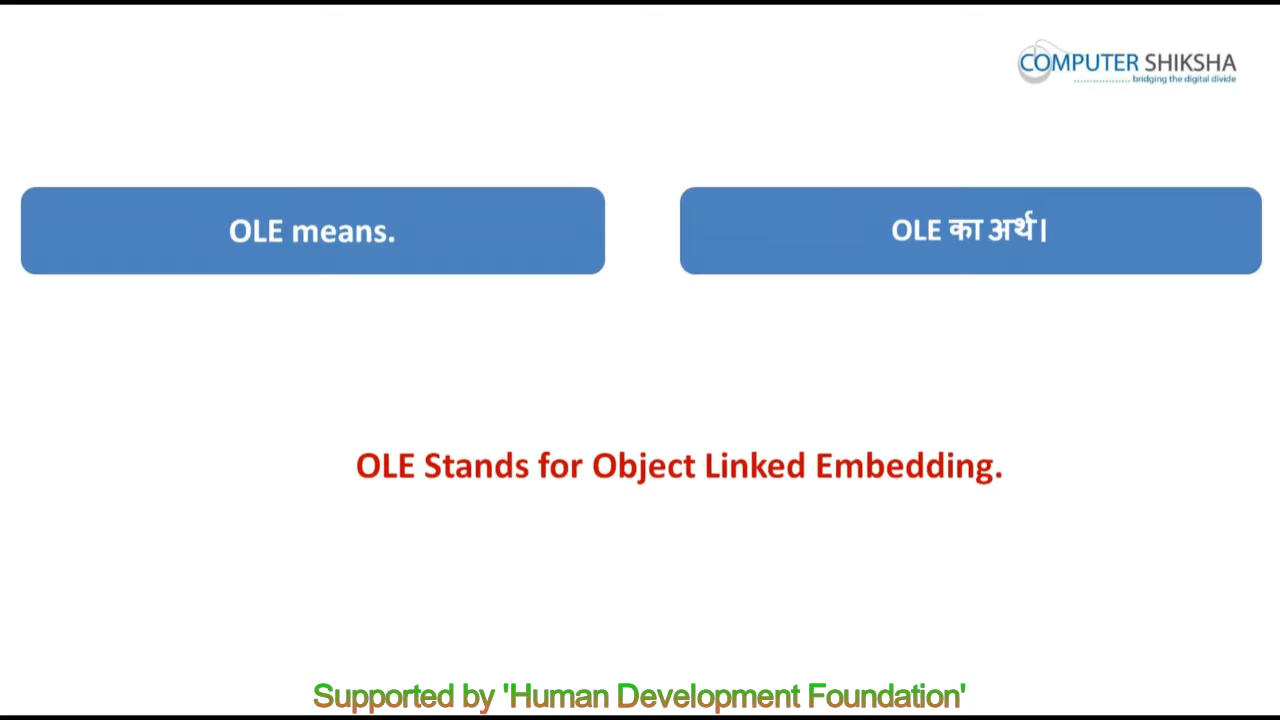 COMPUTER SHIKSHA
.................. bridging the digital divide
OLE means.
OLE का अर्थ।
OLE Stands for Object Linked Embedding.
Supported by 'Human Development Foundation'